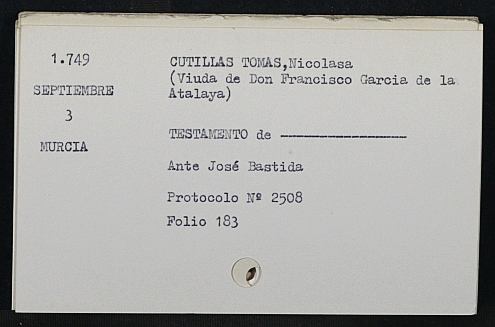 1.749
SEPTIEMBRE
3
MURCIA
CUTILLAS TOMAS,Nicolasa
(Viuda de Don Francisco Garcia de la
Atalaya)
TESTAMENTO de ------------------
Ante José Bastida
Protocolo Nº 2508
Folio 183